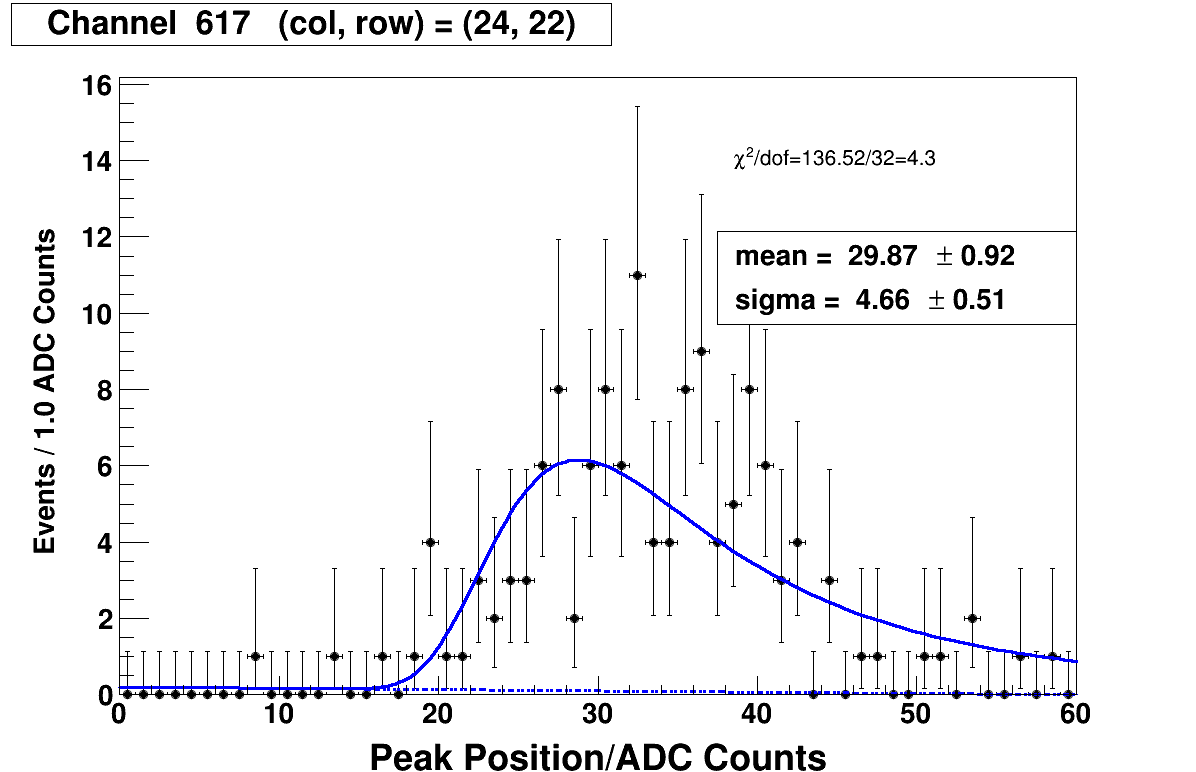 Channel 617 (col, row) = (24, 22)
16
14
12
10
8
6
4
2
0
Events / 1.0 ADC Counts
χ²/dof=136.52/32=4.3
mean = 29.87 ± 0.92
sigma = 4.66 ± 0.51
0 10 20 30 40 50 60
Peak Position/ADC Counts